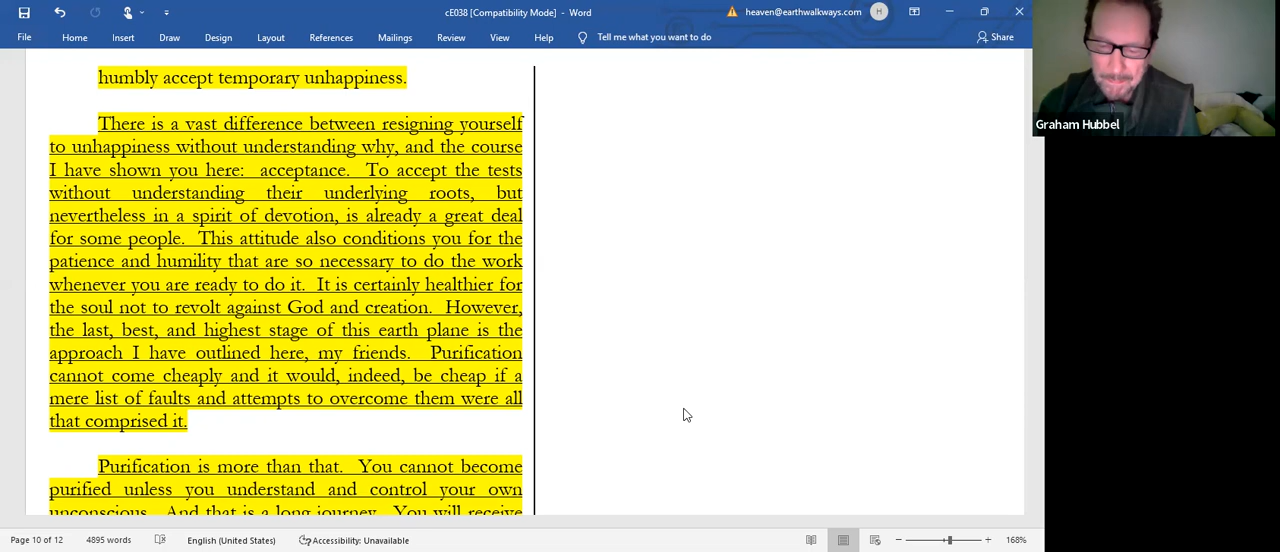 cE038 [Compatibility Mode] - Word
heaven@earthwalkways.com
H
File Home Insert Draw Design Layout References Mailings Review View Help Tell me what you want to do Share
humbly accept temporary unhappiness.
There is a vast difference between resigning yourself
to unhappiness without understanding why, and the course
I have shown you here: acceptance. To accept the tests
without understanding their underlying roots, but
nevertheless in a spirit of devotion, is already a great deal
for some people. This attitude also conditions you for the
patience and humility that are so necessary to do the work
whenever you are ready to do it. It is certainly healthier for
the soul not to revolt against God and creation. However,
the last, best, and highest stage of this earth plane is the
approach I have outlined here, my friends. Purification
cannot come cheaply and it would, indeed, be cheap if a
mere list of faults and attempts to overcome them were all
that comprised it.
Purification is more than that. You cannot become
purified unless you understand and control your own
unconscious. And that is a long journey. You will receive
Graham Hubbel
Page 10 of 12 4895 words English (United States) Accessibility: Unavailable 168%